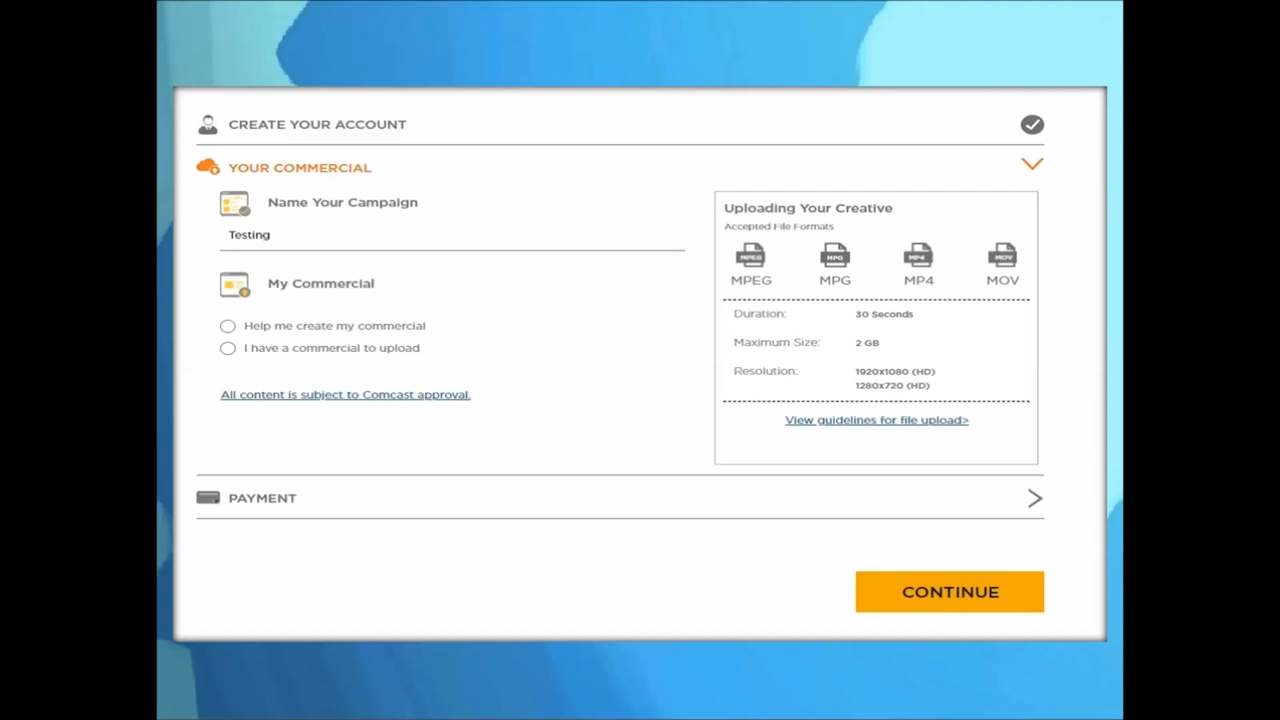 CREATE YOUR ACCOUNT
YOUR COMMERCIAL
Name Your Campaign
Testing
My Commercial
Help me create my commercial
I have a commercial to upload
All content is subject to Comcast approval.
Uploading Your Creative
Accepted File Formats
MPEG MPG MP4 MOV
MPEG MPG MP4 MOV
Duration: 30 Seconds
Maximum Size: 2 GB
Resolution: 1920x1080 (HD)
1280x720 (HD)
View guidelines for file upload>
PAYMENT
CONTINUE